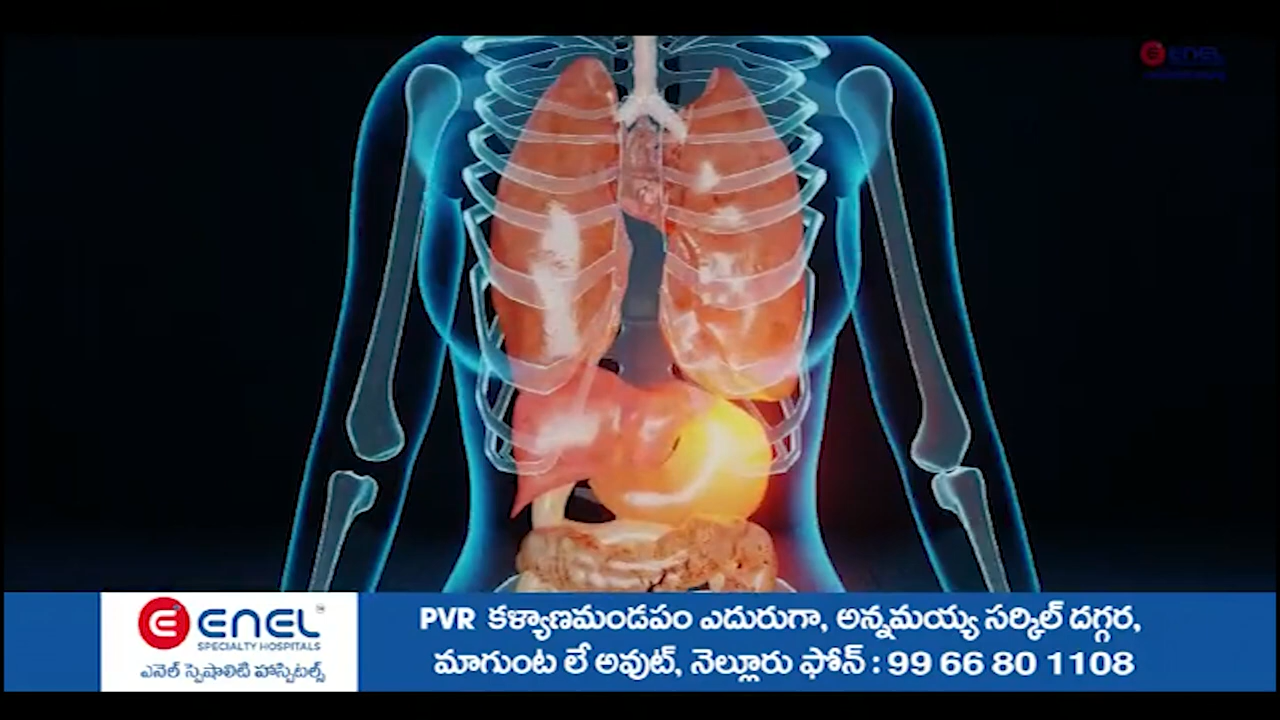 ENEL
ENEL
SPECIALTY HOSPITALS
ఎనెల్ స్పెషాలిటి హాస్పిటల్స్
PVR కళ్యాణమండపం ఎదురుగా, అన్నమయ్య సర్కిల్ దగ్గర,
మాగుంట లే అవుట్, నెల్లూరు ఫోన్ : 99 66 80 1108